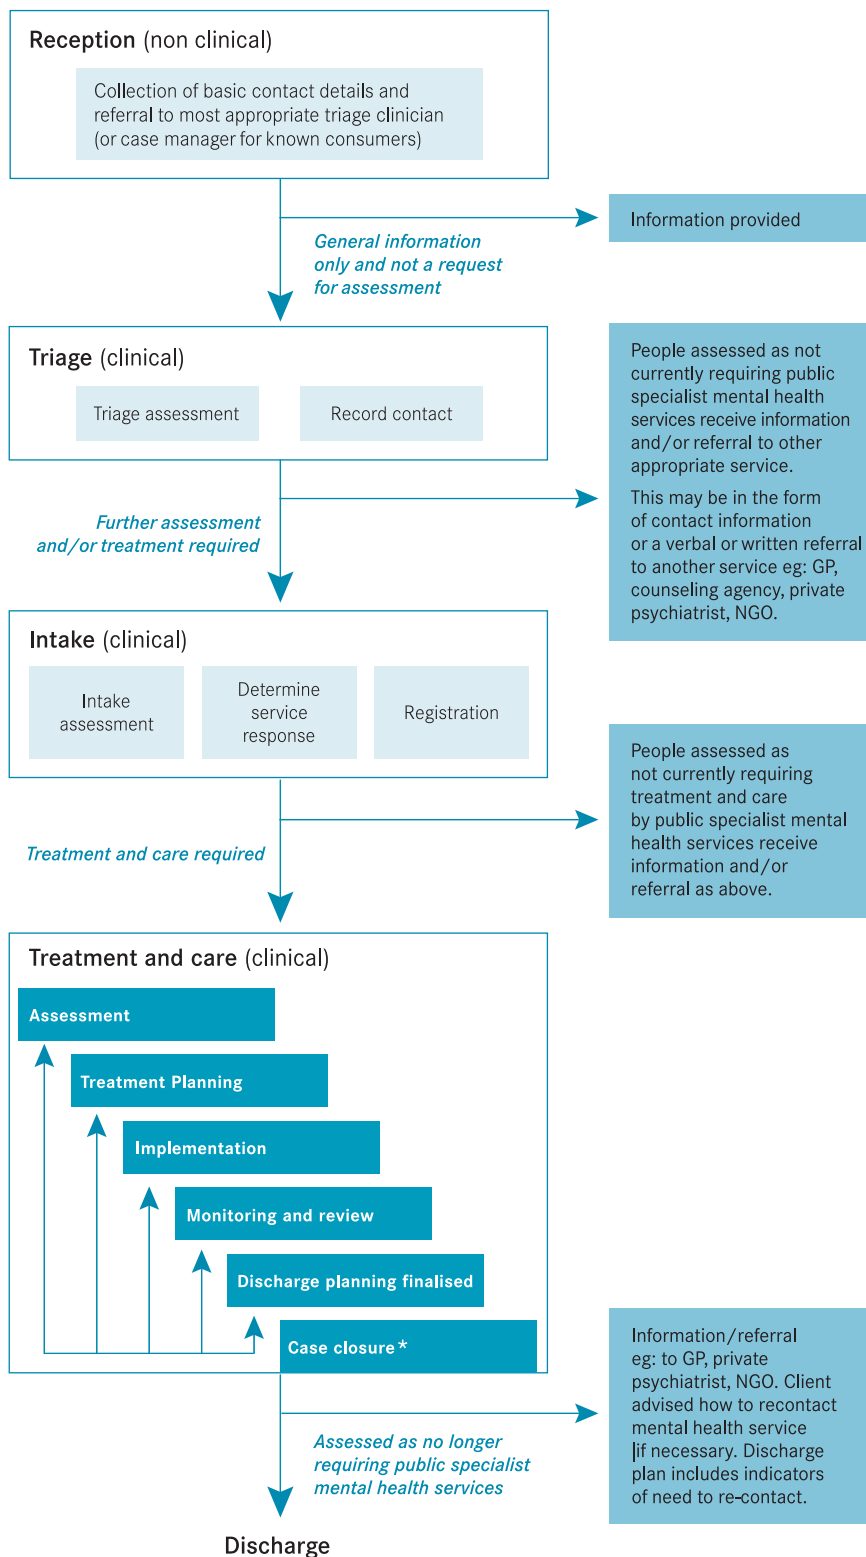 Reception (non clinical)
Collection of basic contact details and
referral to most appropriate triage clinician
(or case manager for known consumers)
Information provided
General information
only and not a request
for assessment
Triage (clinical)
Triage assessment
Record contact
People assessed as not
currently requiring public
specialist mental health
services receive information
and/or referral to other
appropriate service.
This may be in the form
of contact information
or a verbal or written referral
to another service eg: GP,
counseling agency, private
psychiatrist, NGO.
Further assessment
and/or treatment required
Intake (clinical)
Intake
assessment
Determine
service
response
Registration
People assessed as
not currently requiring
treatment and care
by public specialist mental
health services receive
information and/or
referral as above.
Treatment and care required
Treatment and care (clinical)
Assessment
Treatment Planning
Implementation
Monitoring and review
Discharge planning finalised
Case closure*
Information/referral
eg: to GP, private
psychiatrist, NGO. Client
advised how to recontact
mental health service
|if necessary. Discharge
plan includes indicators
of need to re-contact.
Assessed as no longer
requiring public specialist
mental health services
Discharge